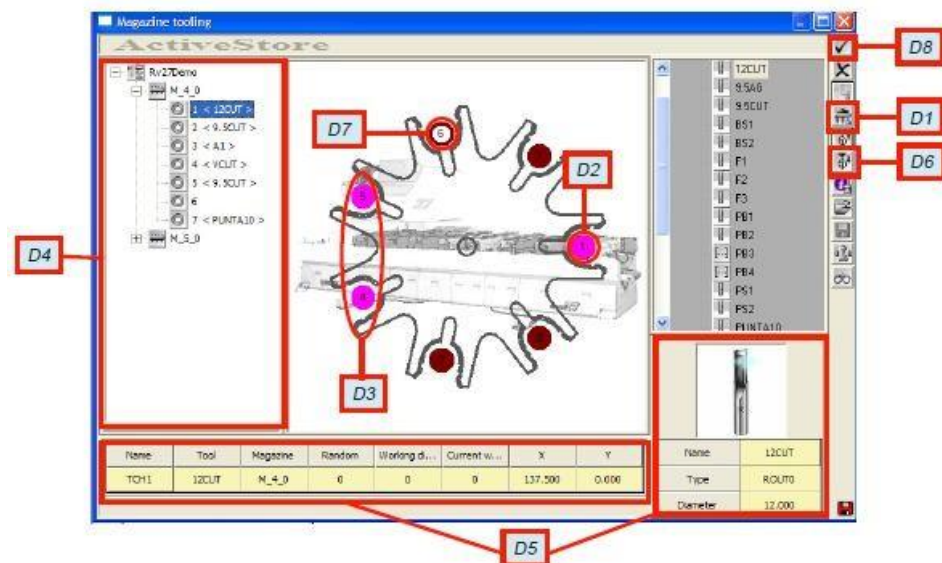 Magazine tooling
ActiveStore
D8
D1
D6
D4
D7
D2
D3
D5
Rv27Demo
M_4_0
1 < 12CUT >
2 < 9.5CUT >
3 < A1 >
4 < VCUT >
5 < 9.5CUT >
6
7 < PUNTA10 >
M_5_0
6
12CUT
9.5A6
9.5CUT
BS1
BS2
F1
F2
F3
PB1
PB2
PB3
PB4
PS1
PS2
PUNTA10
Name Tool Magazine Random Working di... Current w... X Y
TCH1 12CUT M_4_0 0 0 0 137.500 0.000
Name 12CUT
Type ROUT0
Diameter 12.000